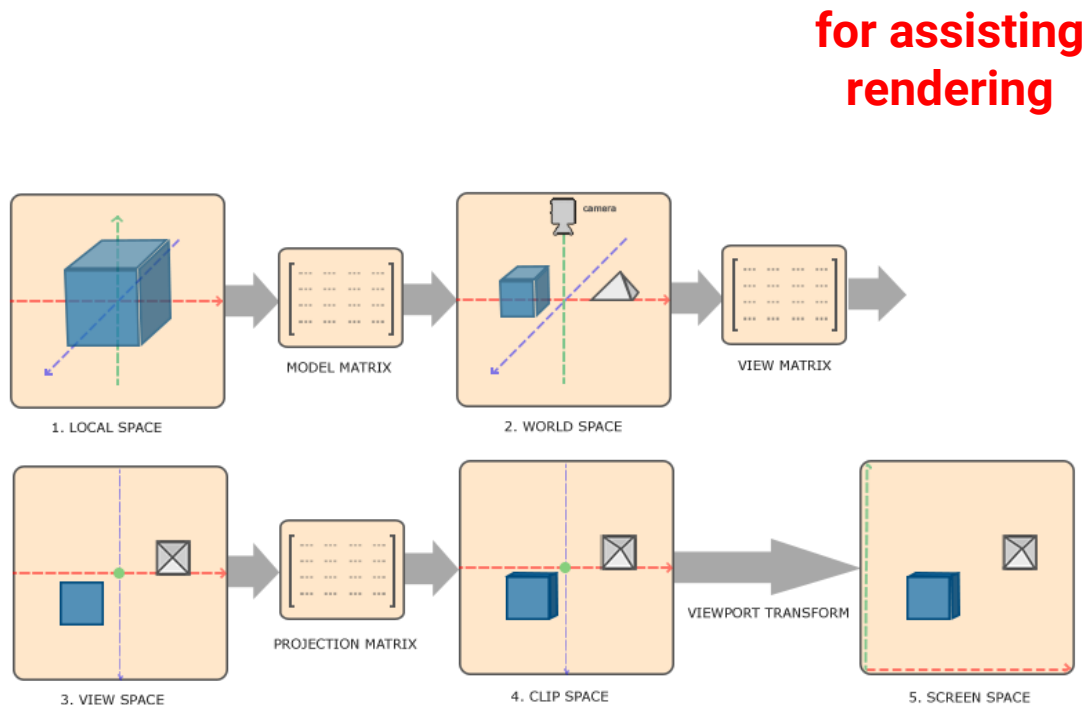 for assisting
rendering
camera
MODEL MATRIX
VIEW MATRIX
1. LOCAL SPACE
2. WORLD SPACE
PROJECTION MATRIX
VIEWPORT TRANSFORM
3. VIEW SPACE
4. CLIP SPACE
5. SCREEN SPACE